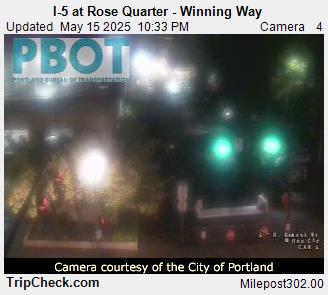 I-5 at Rose Quarter - Winning Way
Updated May 15 2025 10:33 PM Camera 4
PBOT
PORTLAND BUREAU OF TRANSPORTATION
Camera courtesy of the City of Portland
TripCheck.com Milepost302.00